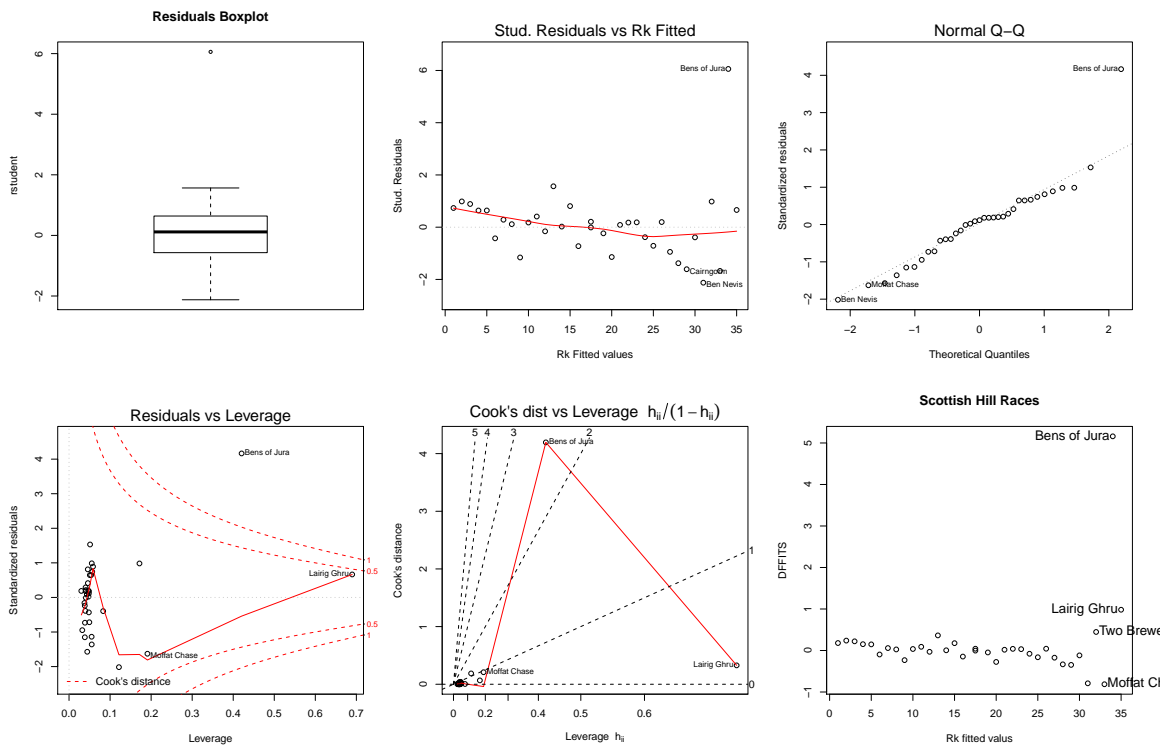 Residuals Boxplot
rstudent
6
4
2
0
−2
Stud. Residuals vs Rk Fitted
Stud. Residuals
6
4
2
0
−2
Bens of Jura
Cairngorm
Ben Nevis
0 5 10 15 20 25 30 35
Rk Fitted values
Normal Q−Q
Standardized residuals
4
3
2
1
0
−1
−2
Bens of Jura
Moffat Chase
Ben Nevis
−2 −1 0 1 2
Theoretical Quantiles
Residuals vs Leverage
Standardized residuals
4
3
2
1
0
−1
−2
Bens of Jura
1
Lairig Ghru
0.5
0.5
1
Moffat Chase
Cook's distance
0.0 0.1 0.2 0.3 0.4 0.5 0.6 0.7
Leverage
Cook's dist vs Leverage hii/(1 − hii)
Cook's distance
4
3
2
1
0
5 4 3 2
Bens of Jura
1
Lairig Ghru
Moffat Chase
0
0 0.2 0.4 0.6
Leverage hii
Scottish Hill Races
DFFITS
5
4
3
2
1
0
−1
Bens of Jura
Lairig Ghru
Two Brewe
Moffat Ch
0 5 10 15 20 25 30 35
Rk fitted valus